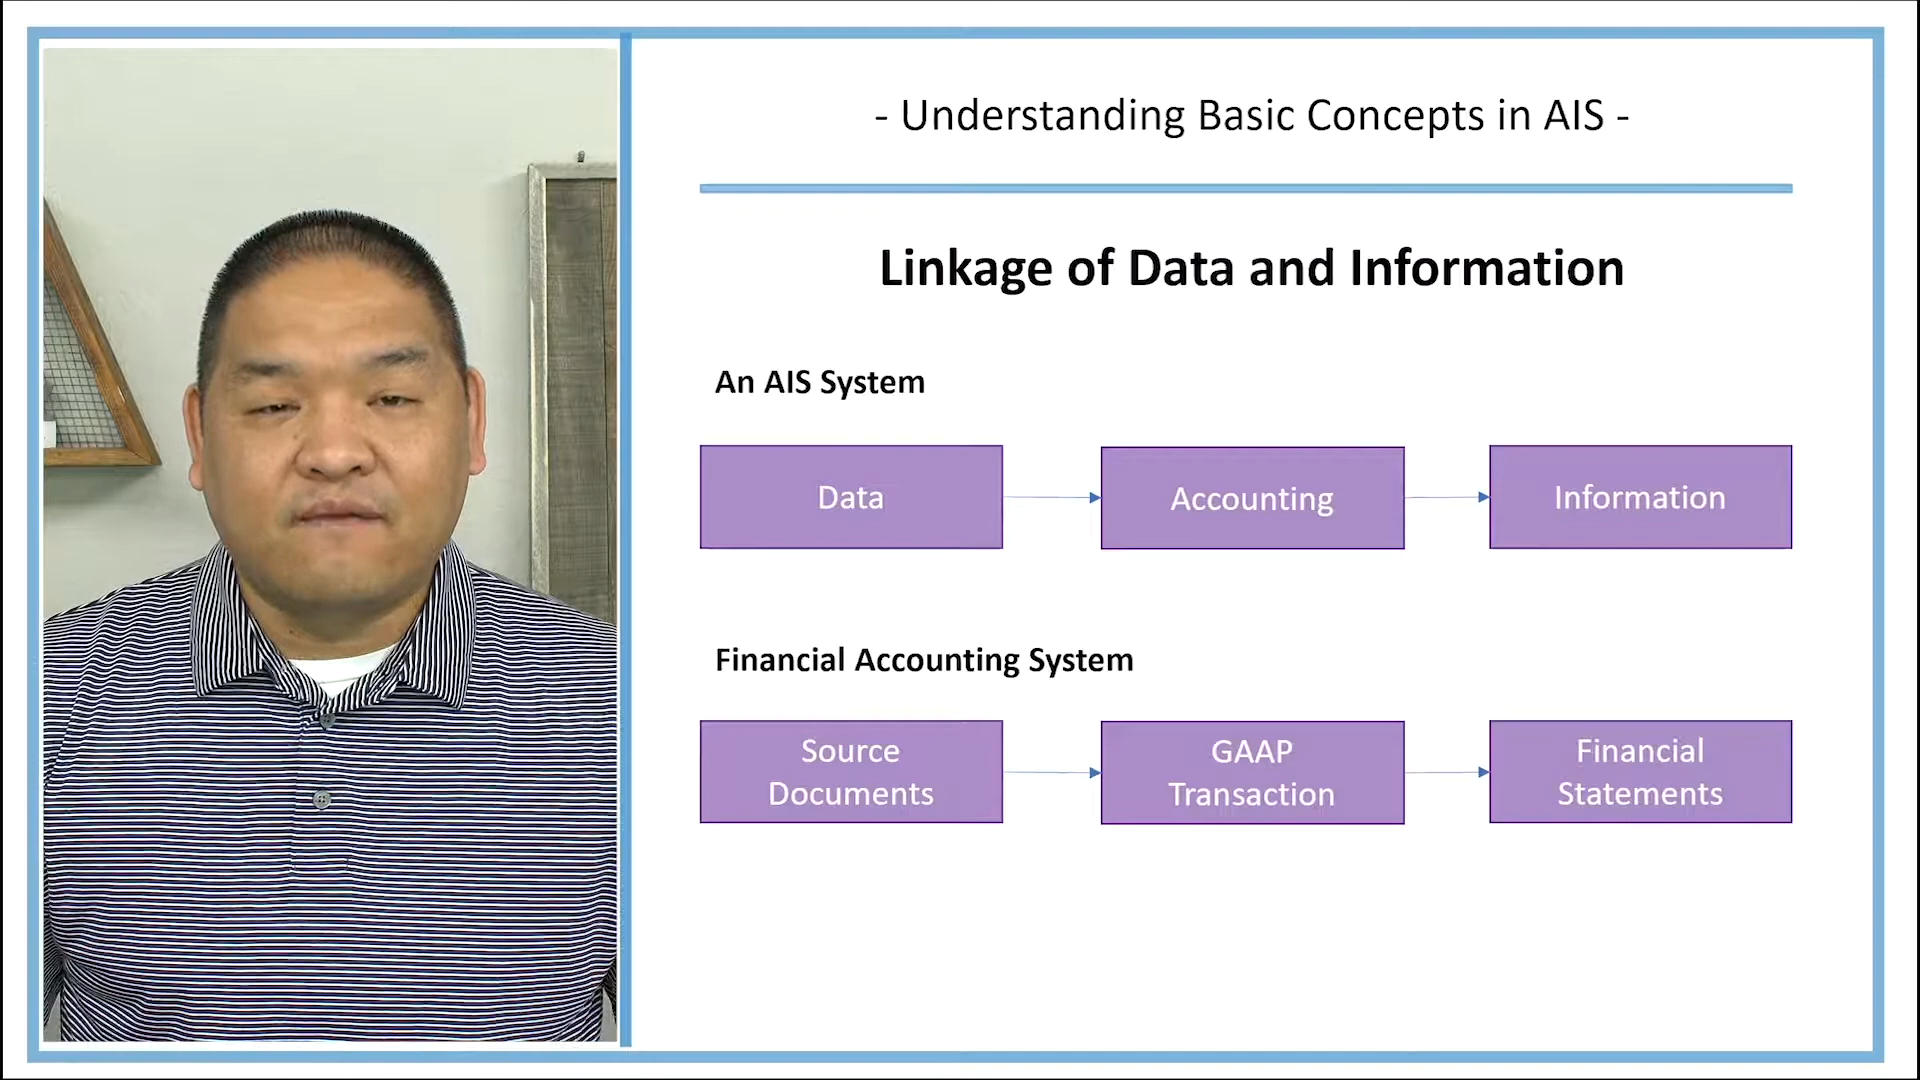 - Understanding Basic Concepts in AIS -
Linkage of Data and Information
An AIS System
Data
Accounting
Information
Financial Accounting System
Source
Documents
GAAP
Transaction
Financial
Statements